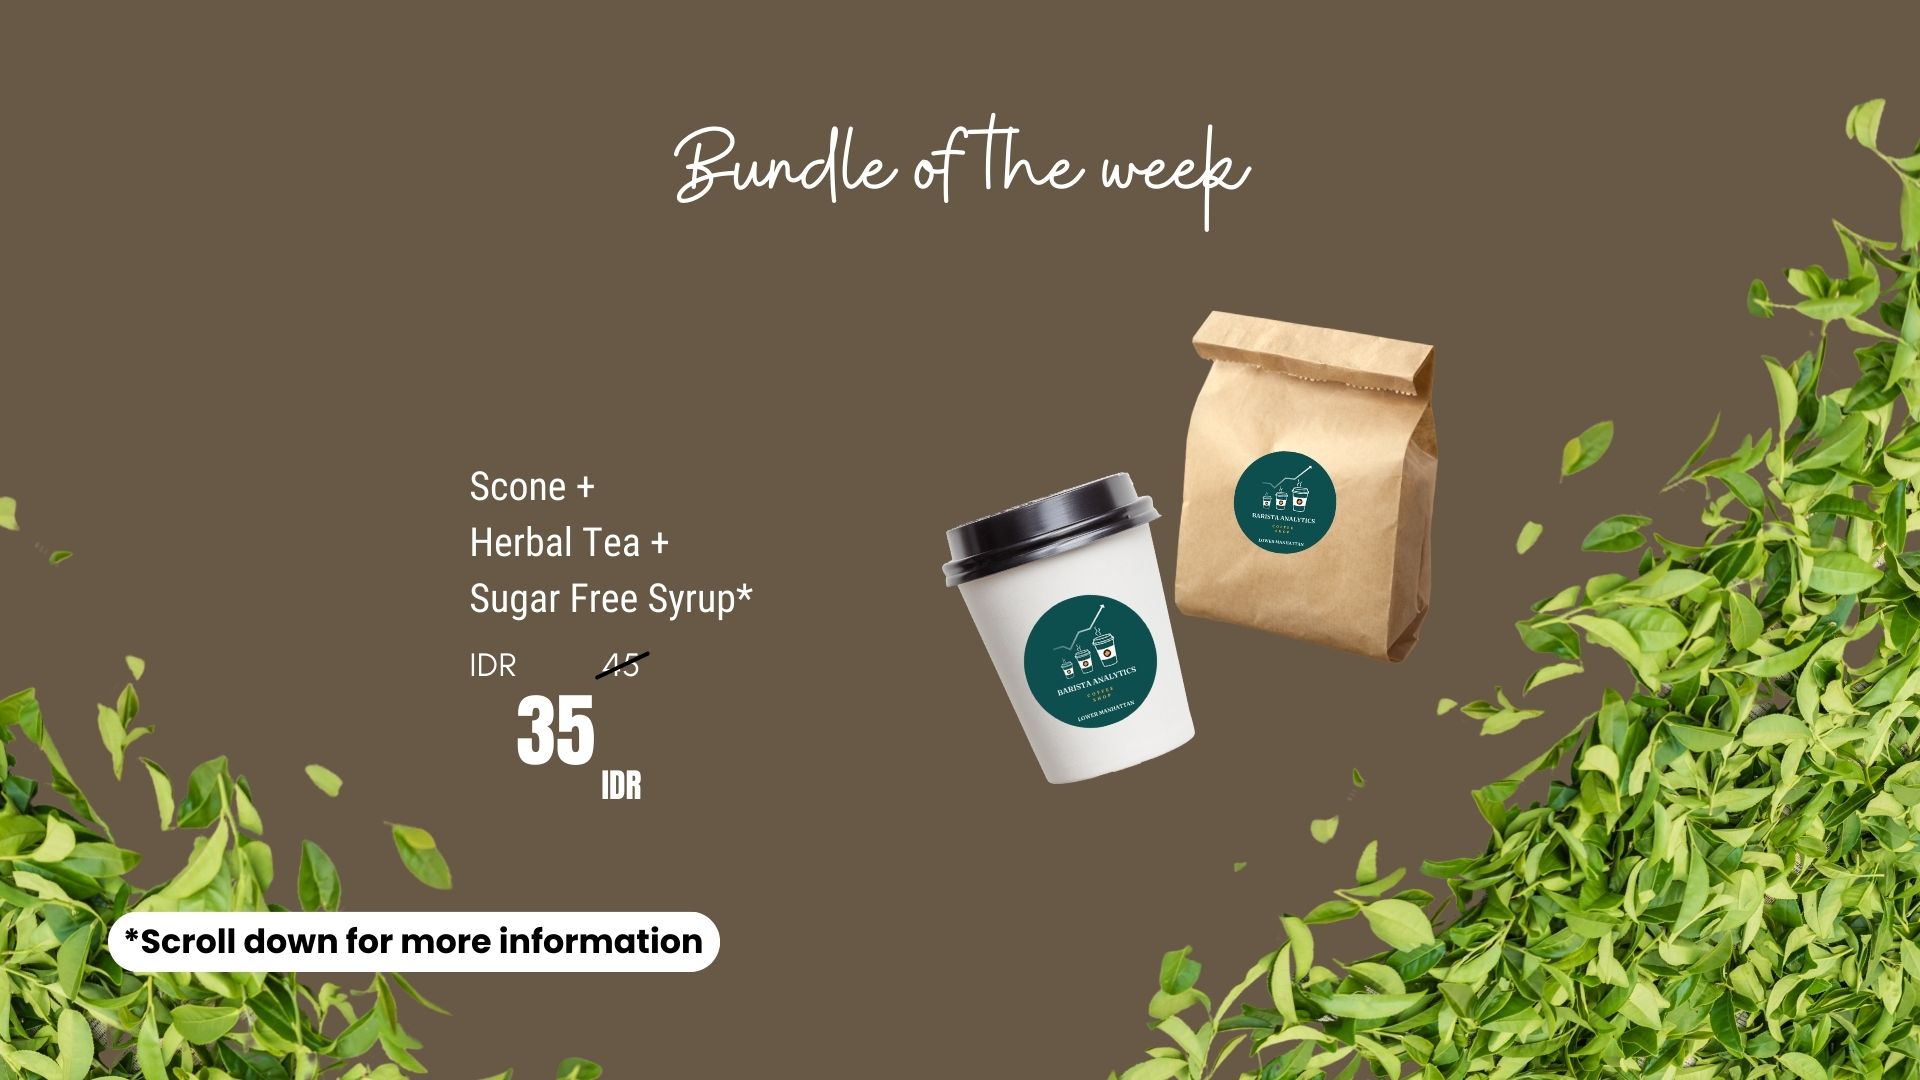 Bundle of the week
Scone +
Herbal Tea +
Sugar Free Syrup*
IDR 45
35
IDR
BARISTA ANALYTICS
COFFEE
SHOP
LOWER MANHATTAN
BARISTA ANALYTICS
COFFEE
SHOP
LOWER MANHATTAN
*Scroll down for more information